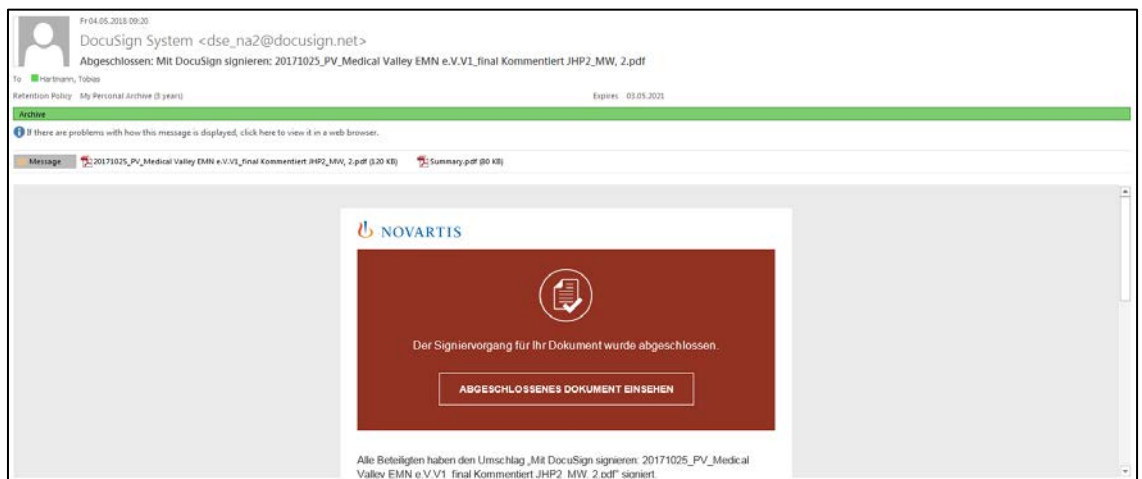 Fr 04.05.2018 09:20
DocuSign System <dse_na2@docusign.net>
Abgeschlossen: Mit DocuSign signieren: 20171025_PV_Medical Valley EMN e.V.V1_final Kommentiert JHP2_MW, 2.pdf
To Hartmann, Tobias
Retention Policy My Personal Archive (3 years) Expires 03.05.2021
Archive
If there are problems with how this message is displayed, click here to view it in a web browser.
Message 20171025_PV_Medical Valley EMN e.V.V1_final Kommentiert JHP2_MW, 2.pdf (120 KB) Summary.pdf (80 KB)
NOVARTIS
Der Signiervorgang für Ihr Dokument wurde abgeschlossen.
ABGESCHLOSSENES DOKUMENT EINSEHEN
Alle Beteiligten haben den Umschlag „Mit DocuSign signieren: 20171025_PV_Medical
Valley EMN e.V.V1_final Kommentiert JHP2_MW, 2.pdf" signiert.